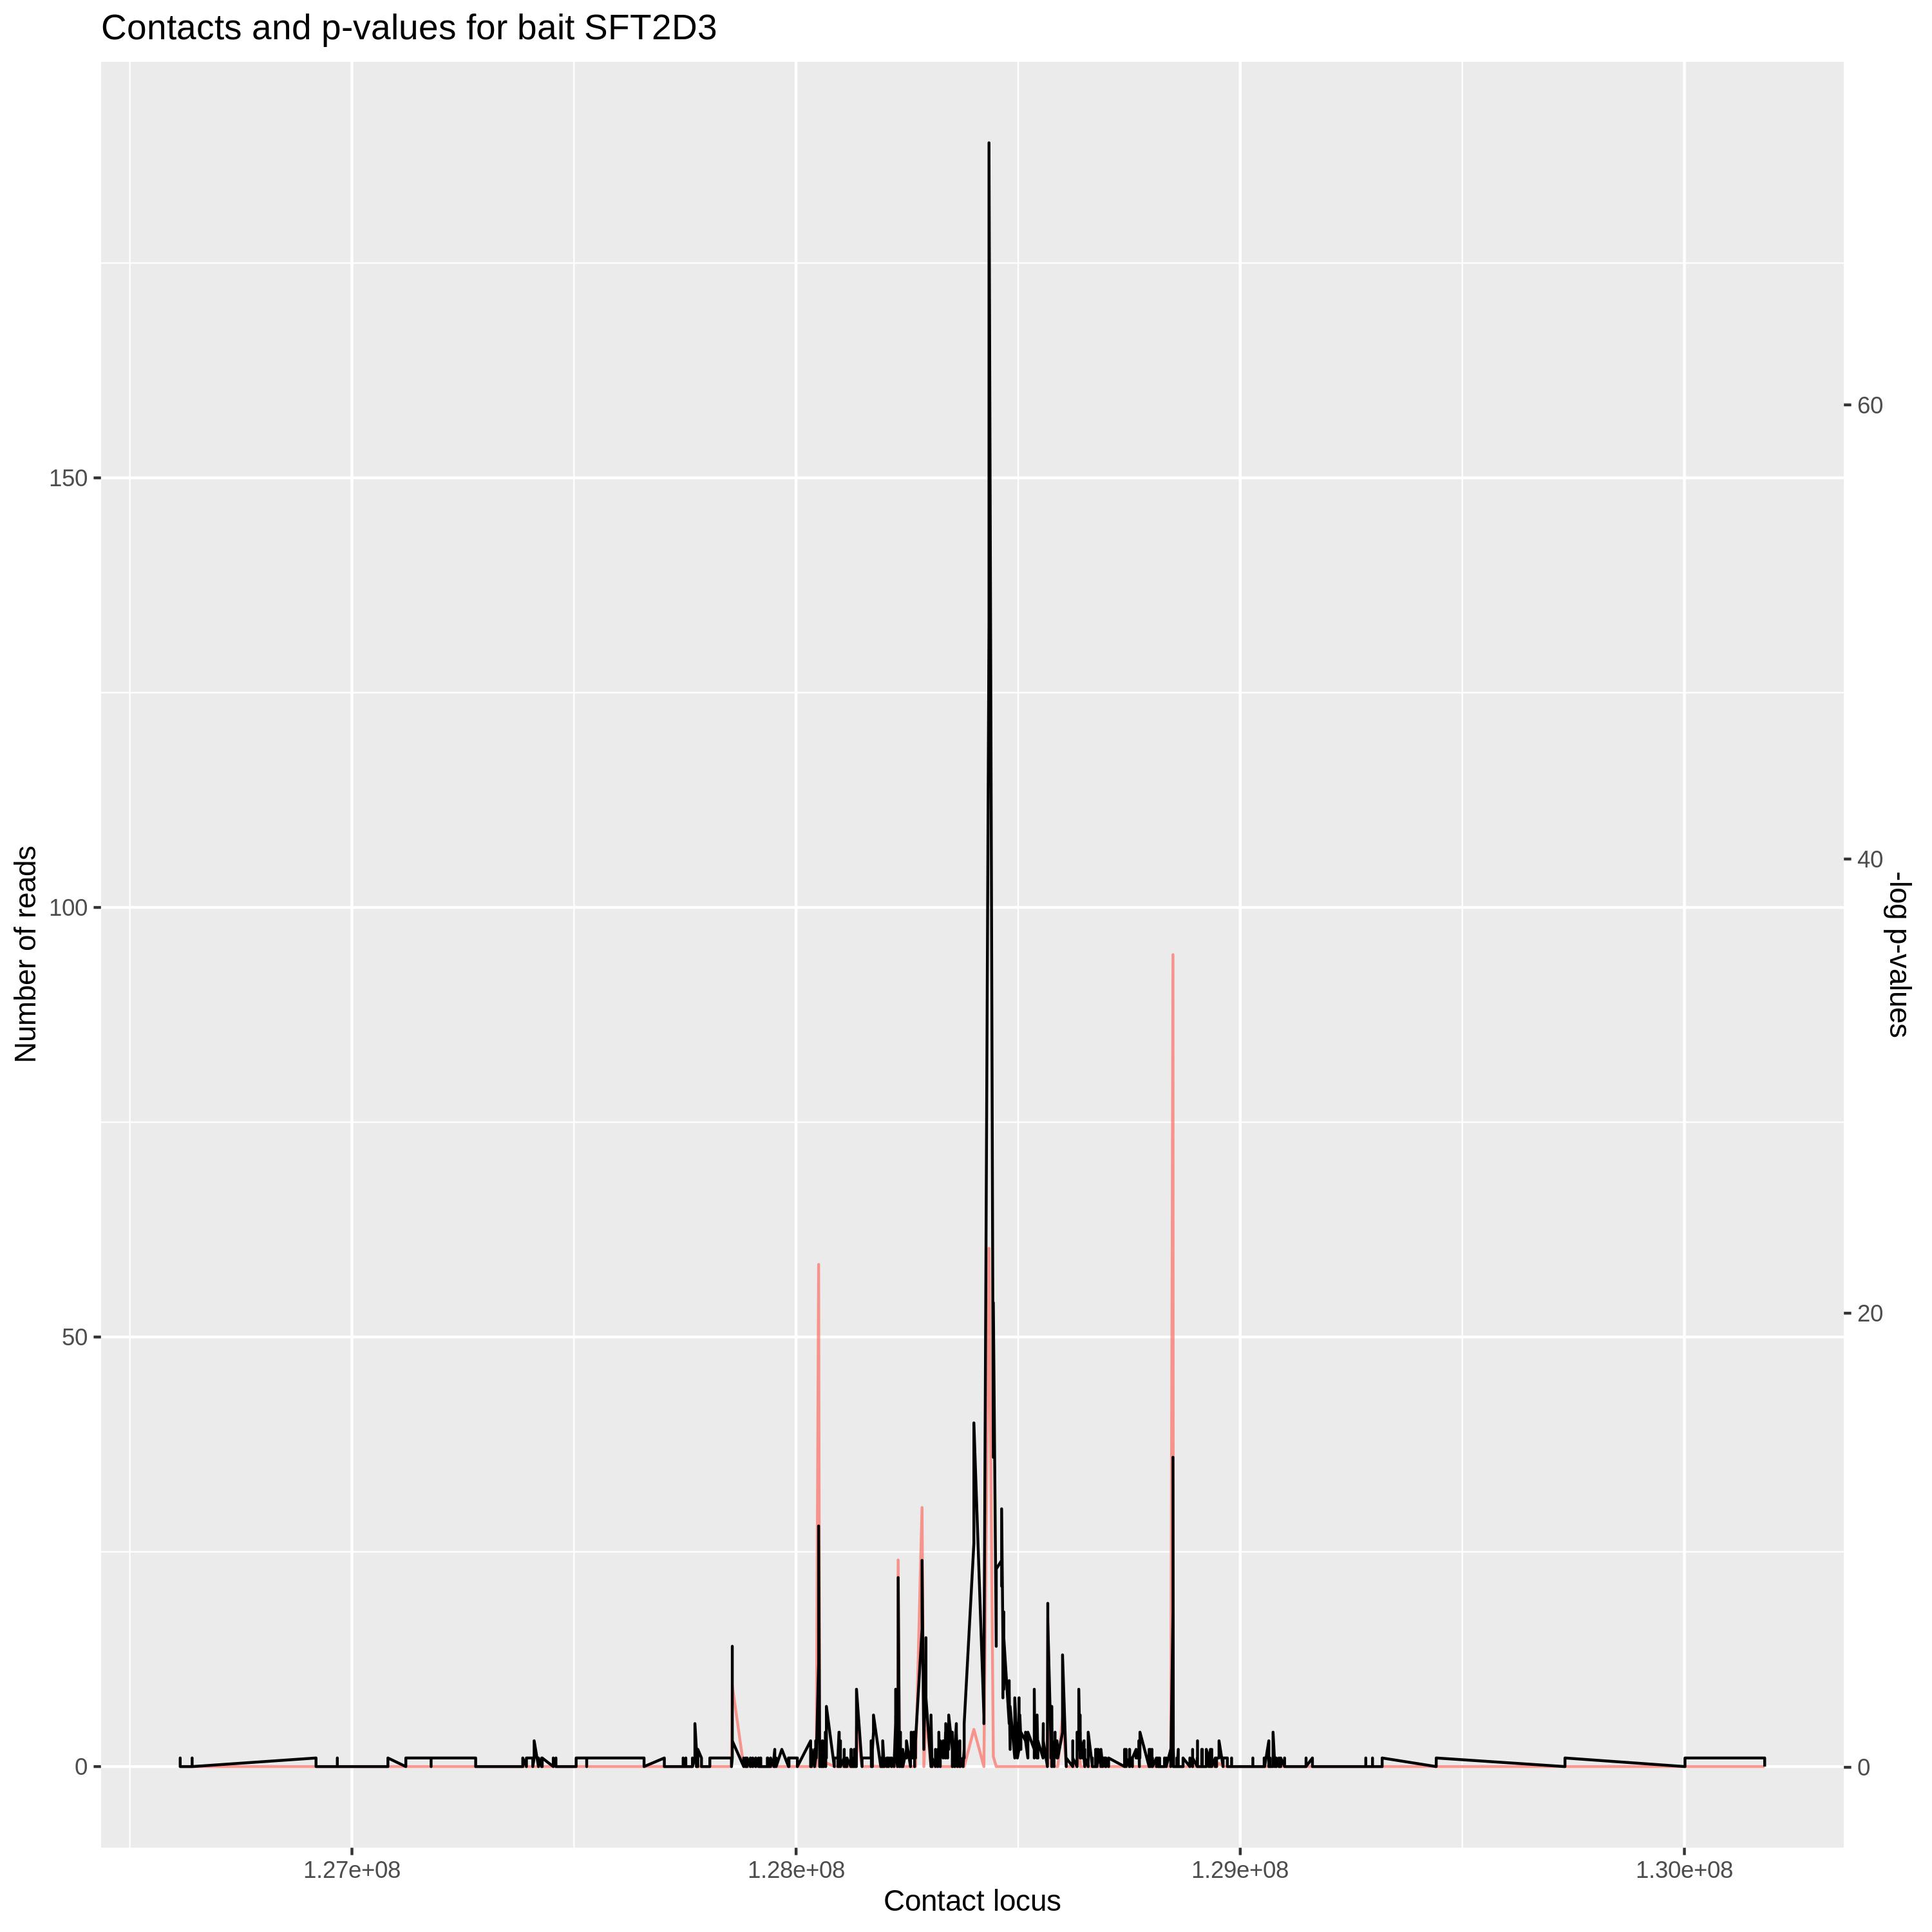 Contacts and p-values for bait SFT2D3
Number of reads
150
100
50
0
60
40
20
0
-log p-values
1.27e+08 1.28e+08 1.29e+08 1.30e+08
Contact locus